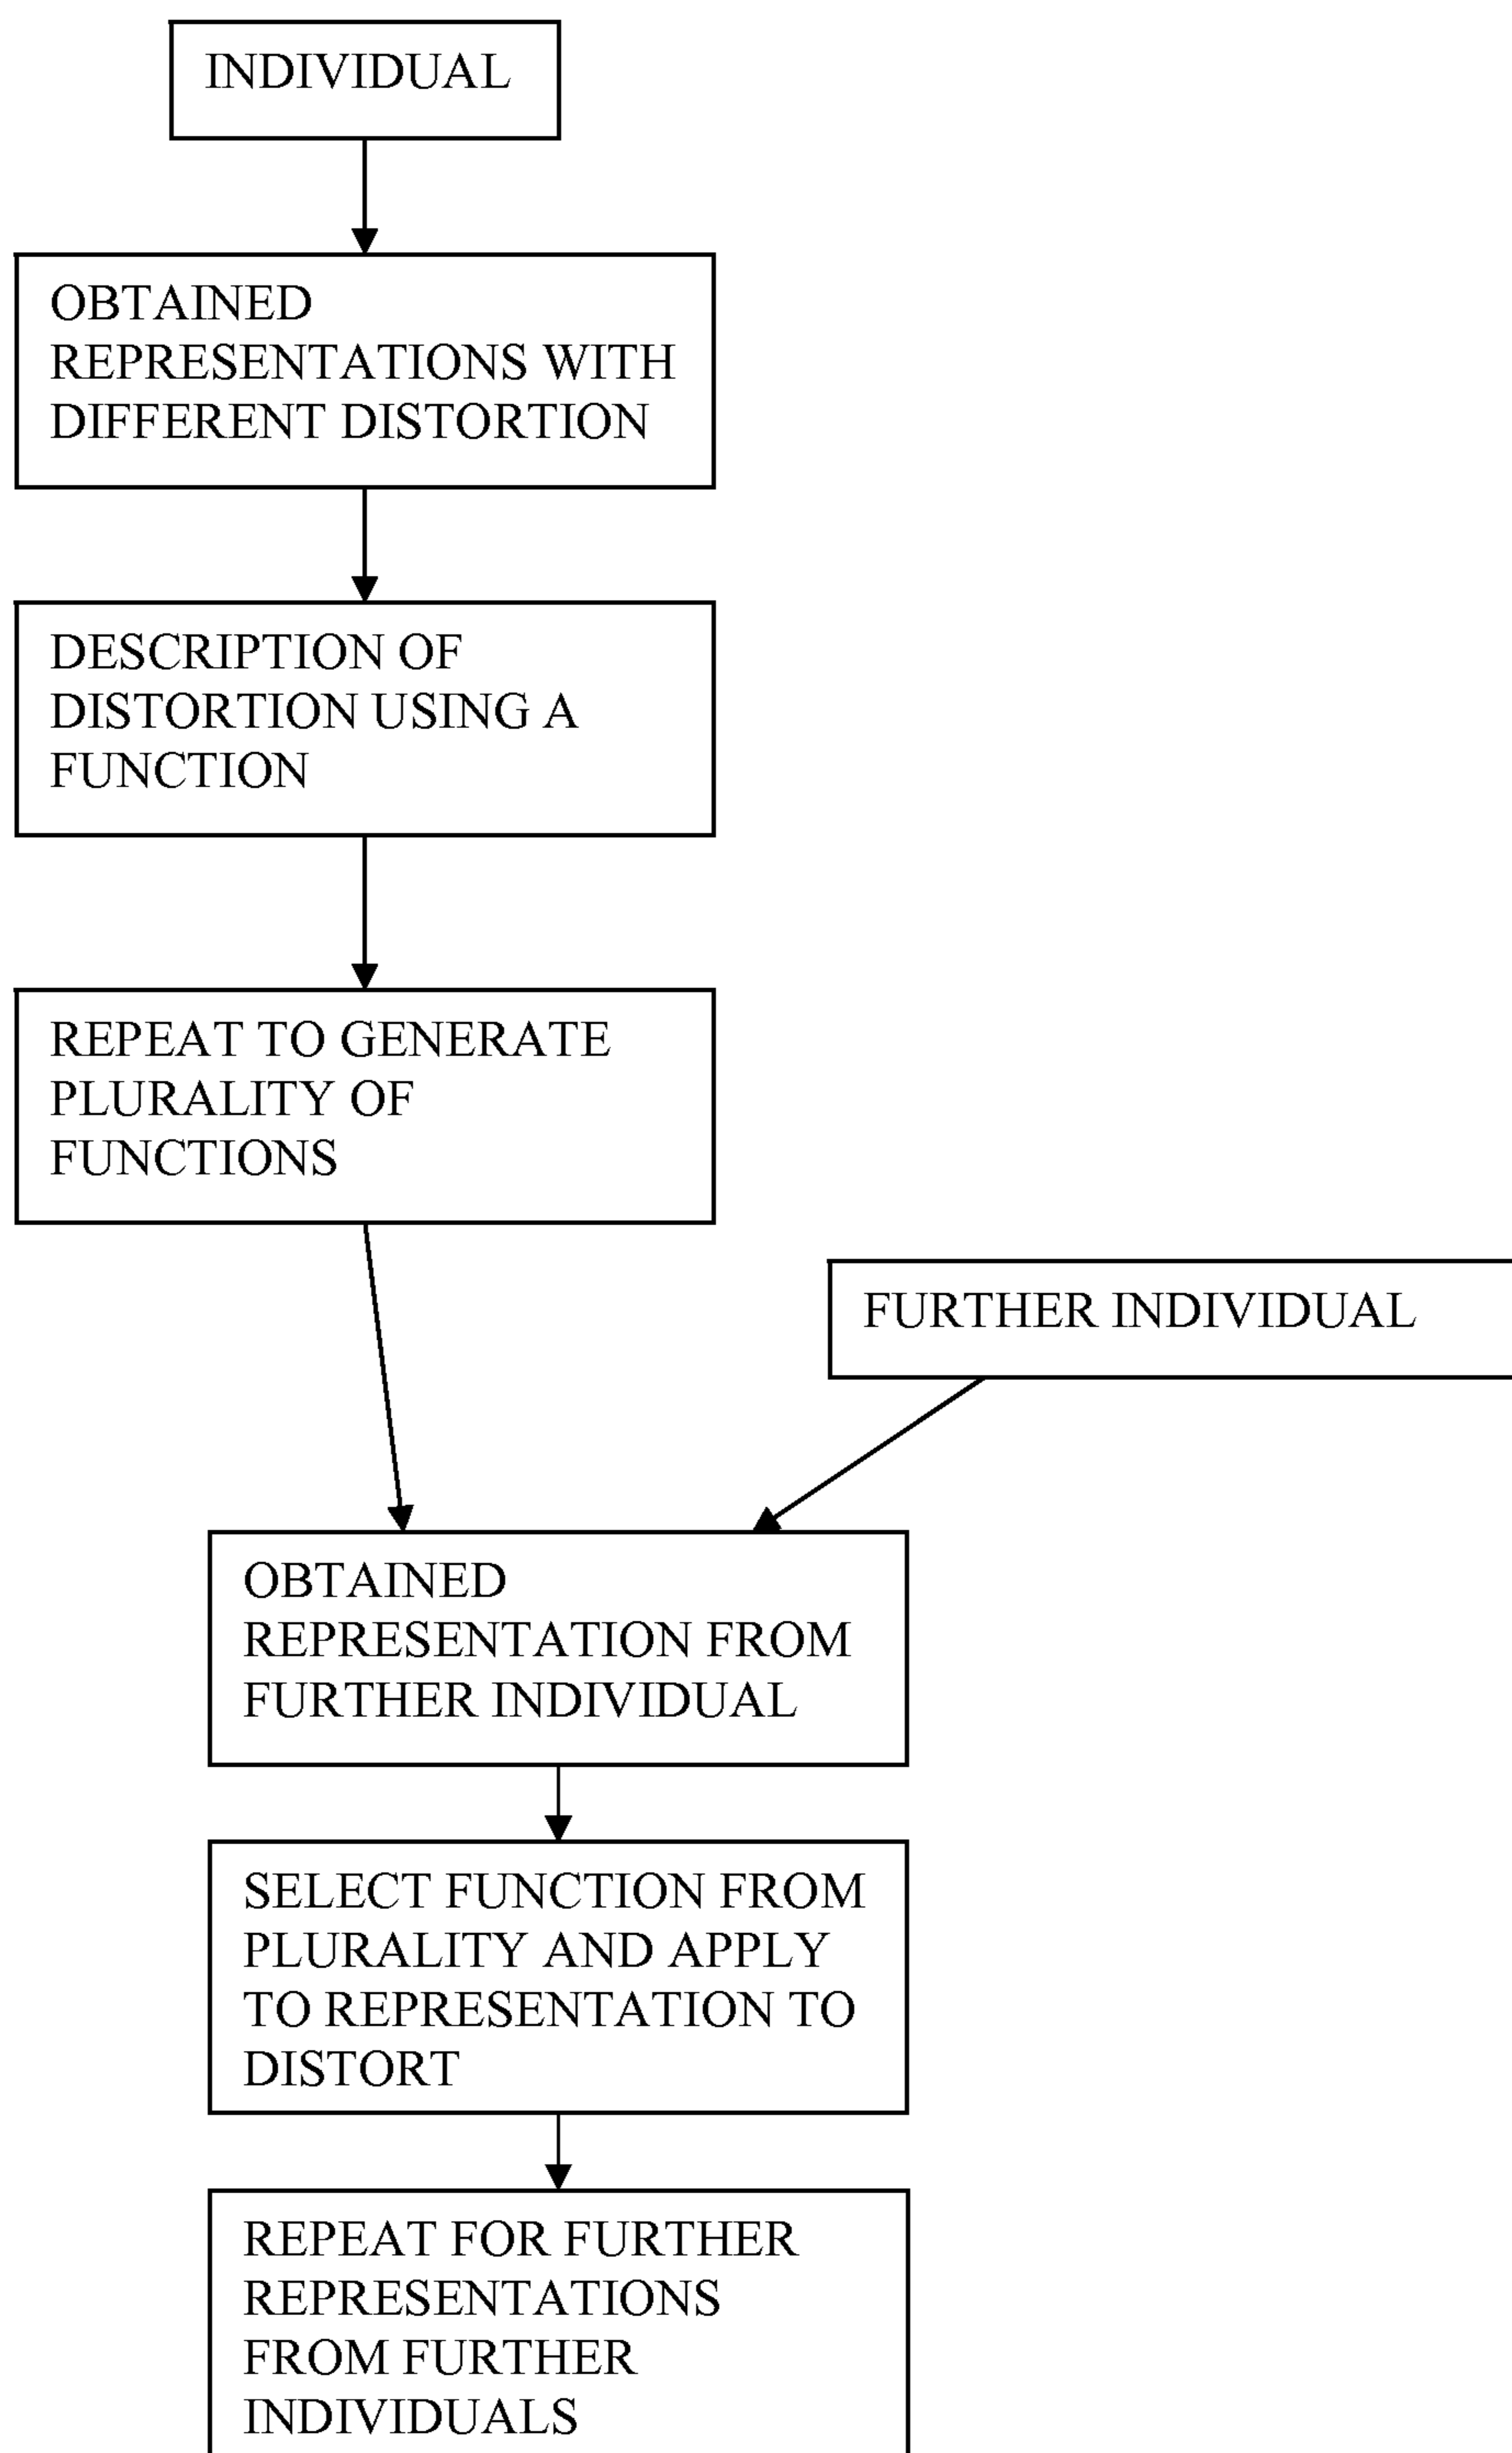 INDIVIDUAL
OBTAINED
REPRESENTATIONS WITH
DIFFERENT DISTORTION
DESCRIPTION OF
DISTORTION USING A
FUNCTION
REPEAT TO GENERATE
PLURALITY OF
FUNCTIONS
FURTHER INDIVIDUAL
OBTAINED
REPRESENTATION FROM
FURTHER INDIVIDUAL
SELECT FUNCTION FROM
PLURALITY AND APPLY
TO REPRESENTATION TO
DISTORT
REPEAT FOR FURTHER
REPRESENTATIONS
FROM FURTHER
INDIVIDUALS